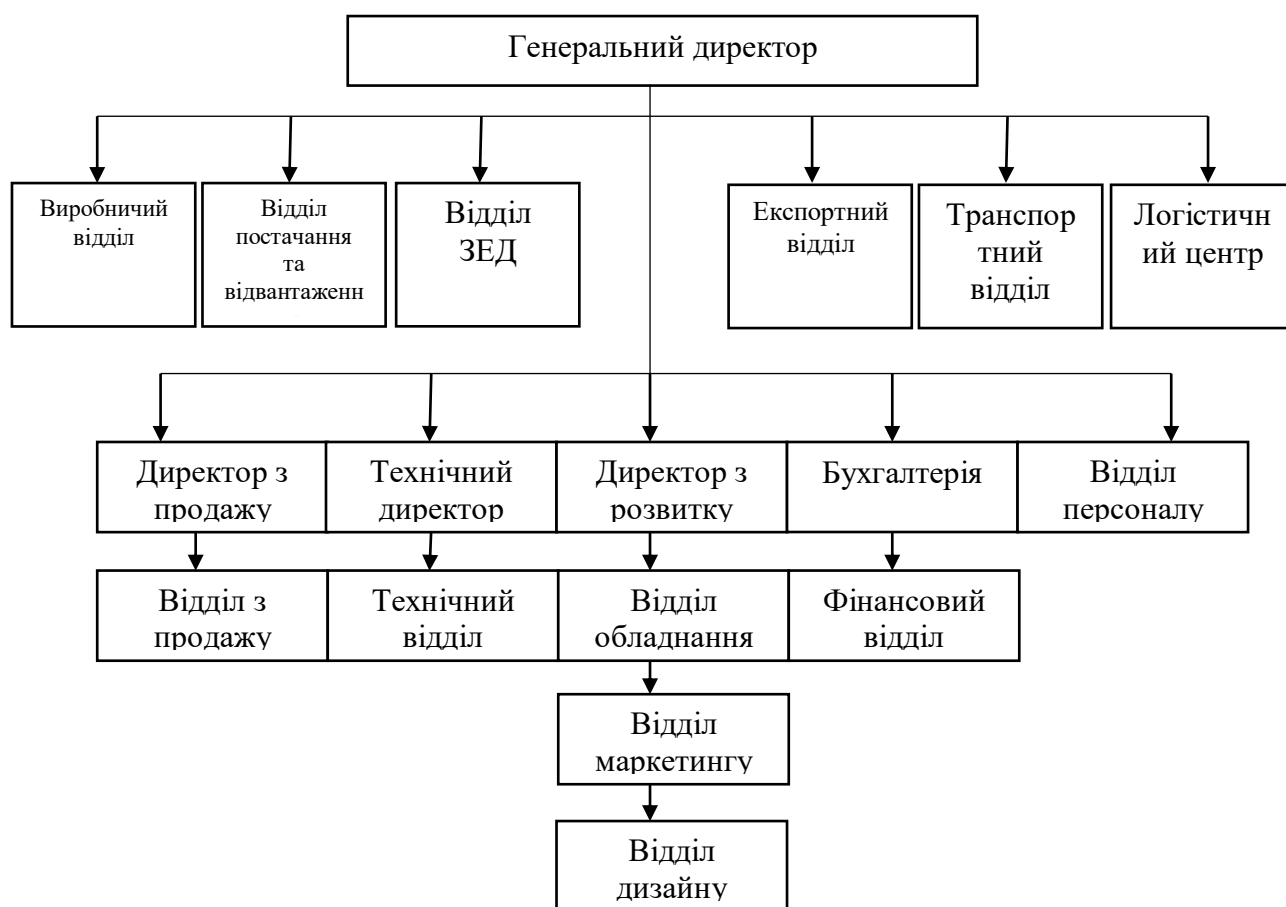 Генеральний директор
Виробничий
відділ
Відділ
постачання
та
відвантаженн
Відділ
ЗЕД
Експортний
відділ
Транспор
тний
відділ
Логістичн
ий центр
Директор з
продажу
Технічний
директор
Директор з
розвитку
Бухгалтерія
Відділ
персоналу
Відділ з
продажу
Технічний
відділ
Відділ
обладнання
Фінансовий
відділ
Відділ
маркетингу
Відділ
дизайну